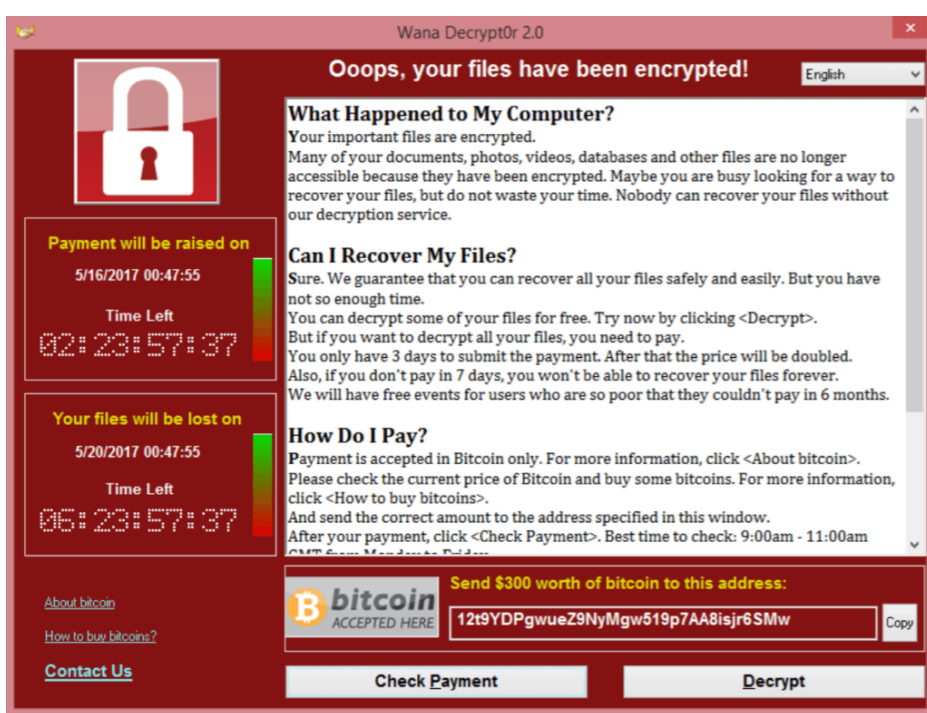 Wana Decrypt0r 2.0
Ooops, your files have been encrypted!
English
What Happened to My Computer?
Your important files are encrypted.
Many of your documents, photos, videos, databases and other files are no longer
accessible because they have been encrypted. Maybe you are busy looking for a way to
recover your files, but do not waste your time. Nobody can recover your files without
our decryption service.
Can I Recover My Files?
Sure. We guarantee that you can recover all your files safely and easily. But you have
not so enough time.
You can decrypt some of your files for free. Try now by clicking <Decrypt>.
But if you want to decrypt all your files, you need to pay.
You only have 3 days to submit the payment. After that the price will be doubled.
Also, if you don't pay in 7 days, you won't be able to recover your files forever.
We will have free events for users who are so poor that they couldn't pay in 6 months.
How Do I Pay?
Payment is accepted in Bitcoin only. For more information, click <About bitcoin>.
Please check the current price of Bitcoin and buy some bitcoins. For more information,
click <How to buy bitcoins>.
And send the correct amount to the address specified in this window.
After your payment, click <Check Payment>. Best time to check: 9:00am - 11:00am
GMT from Monday to Friday
Payment will be raised on
5/16/2017 00:47:55
Time Left
02:23:57:37
Your files will be lost on
5/20/2017 00:47:55
Time Left
06:23:57:37
About bitcoin
How to buy bitcoins?
Contact Us
bitcoin
ACCEPTED HERE
Send $300 worth of bitcoin to this address:
12t9YDPgwueZ9NyMgw519p7AA8isjr6SMw
Copy
Check Payment
Decrypt